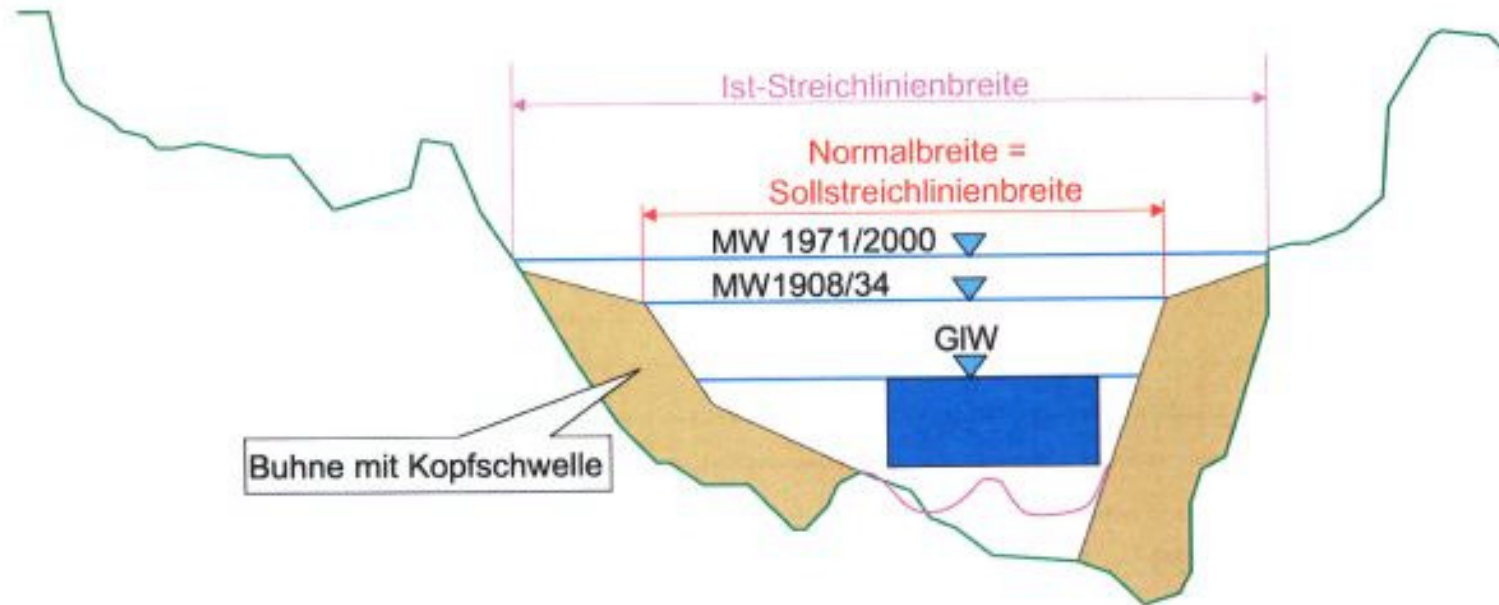 Ist-Streichlinienbreite
Normalbreite =
Sollstreichlinienbreite
MW 1971/2000
MW1908/34
GlW
Buhne mit Kopfschwelle